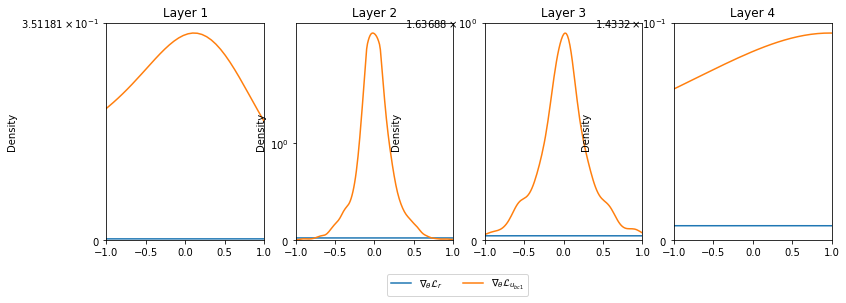 Layer 1 Layer 2 Layer 3 Layer 4
3.51181 × 10⁻¹ 1.63688 × 10⁰ 1.4332 × 10⁻¹
Density Density Density Density
10⁰
0 0 0 0
−1.0 −0.5 0.0 0.5 1.0 −1.0 −0.5 0.0 0.5 1.0 −1.0 −0.5 0.0 0.5 1.0 −1.0 −0.5 0.0 0.5 1.0
∇θℒr ∇θℒu_bc1